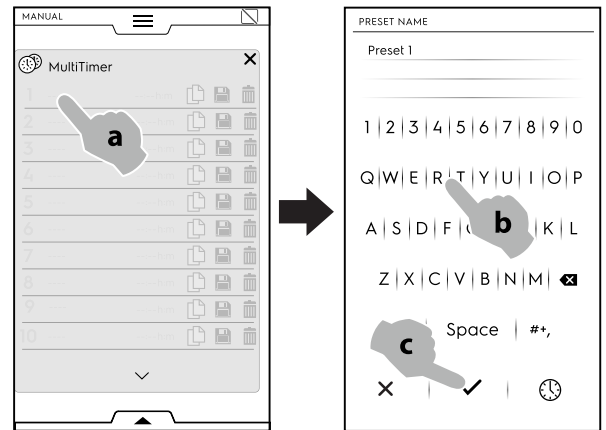 MANUAL
MultiTimer
1
2
3
4
5
6
7
8
9
10
a
PRESET NAME
Preset 1
1 2 3 4 5 6 7 8 9 0
Q W E R T Y U I O P
A S D F K L
b
Z X C V B N M
Space #+,
c